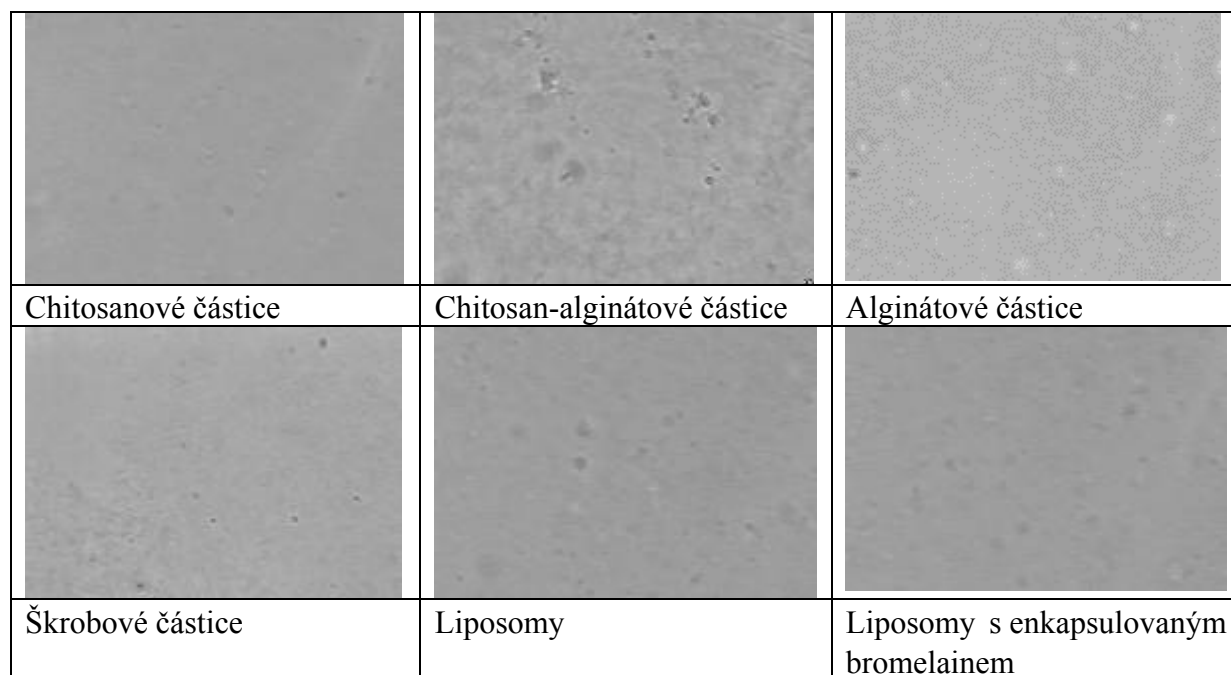 Chitosanové částice
Chitosan-alginátové částice
Alginátové částice
Škrobové částice
Liposomy
Liposomy s enkapsulovaným
bromelainem